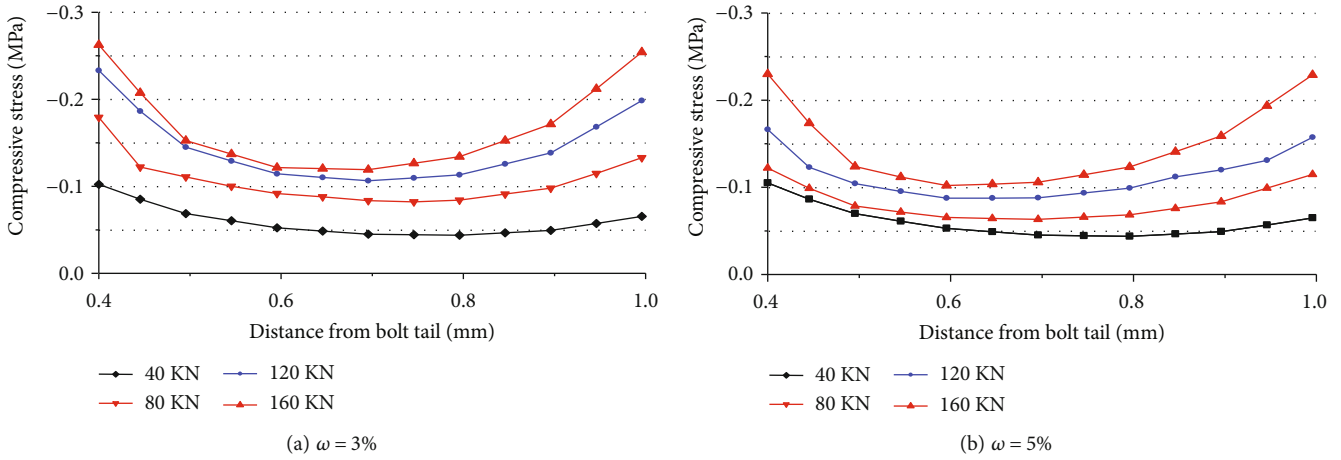 Compressive stress (MPa)
−0.3
−0.2
−0.1
0.0
0.4
0.6
0.8
1.0
Distance from bolt tail (mm)
40 KN
120 KN
80 KN
160 KN
(a) ω = 3%
Compressive stress (MPa)
−0.3
−0.2
−0.1
0.0
0.4
0.6
0.8
1.0
Distance from bolt tail (mm)
40 KN
120 KN
80 KN
160 KN
(b) ω = 5%